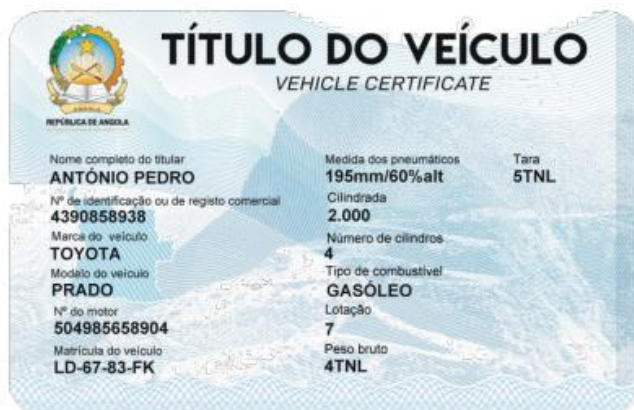 TÍTULO DO VEÍCULO
VEHICLE CERTIFICATE
ANGOLA
REPÚBLICA DE ANGOLA
Nome completo do titular
ANTÓNIO PEDRO
Nº de identificação ou de registo comercial
4390858938
Marca do veículo
TOYOTA
Modelo do veículo
PRADO
Nº do motor
504985658904
Matrícula do veículo
LD-67-83-FK
Medida dos pneumáticos
195mm/60%alt
Cilindrada
2.000
Número de cilindros
4
Tipo de combustível
GASÓLEO
Lotação
7
Peso bruto
4TNL
Tara
5TNL